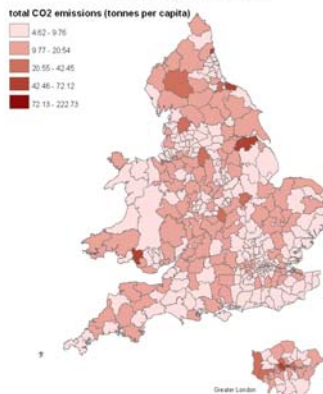 total CO2 emissions (tonnes per capita)
4.62 - 9.76
9.77 - 20.54
20.55 - 42.45
42.46 - 72.12
72.13 - 222.73
Greater London